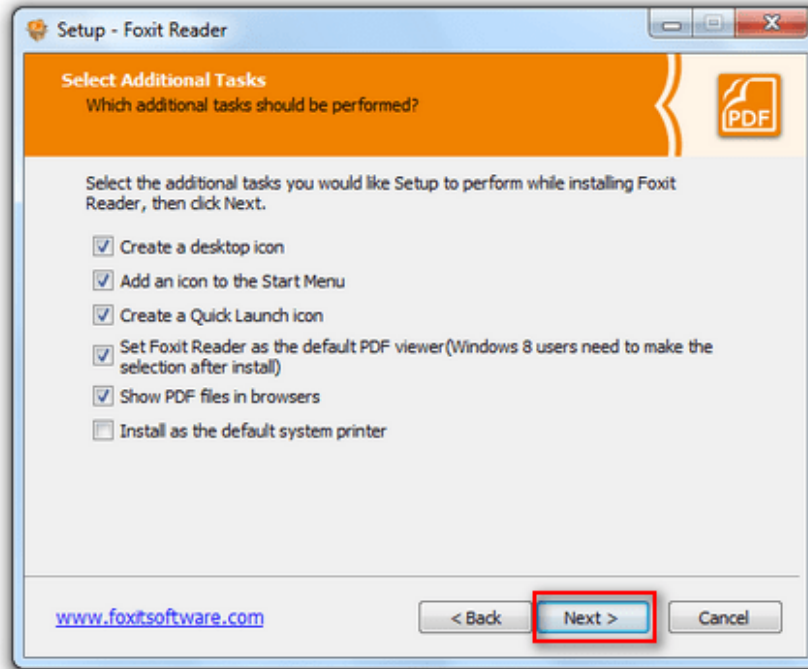 Setup - Foxit Reader
Select Additional Tasks
Which additional tasks should be performed?
PDF
Select the additional tasks you would like Setup to perform while installing Foxit
Reader, then click Next.
Create a desktop icon
Add an icon to the Start Menu
Create a Quick Launch icon
Set Foxit Reader as the default PDF viewer(Windows 8 users need to make the
selection after install)
Show PDF files in browsers
Install as the default system printer
www.foxitsoftware.com
< Back
Next >
Cancel